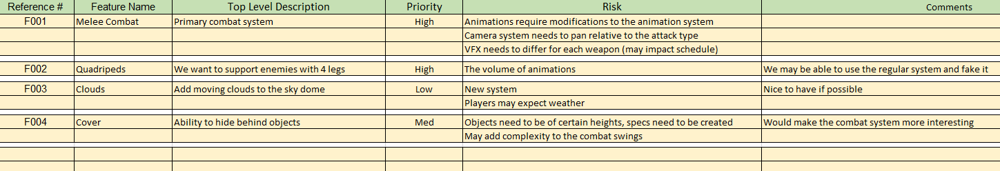 Reference # Feature Name Top Level Description Priority Risk Comments
F001 Melee Combat Primary combat system High Animations require modifications to the animation system
Camera system needs to pan relative to the attack type
VFX needs to differ for each weapon (may impact schedule)
F002 Quadripeds We want to support enemies with 4 legs High The volume of animations We may be able to use the regular system and fake it
F003 Clouds Add moving clouds to the sky dome Low New system Nice to have if possible
Players may expect weather
F004 Cover Ability to hide behind objects Med Objects need to be of certain heights, specs need to be created Would make the combat system more interesting
May add complexity to the combat swings